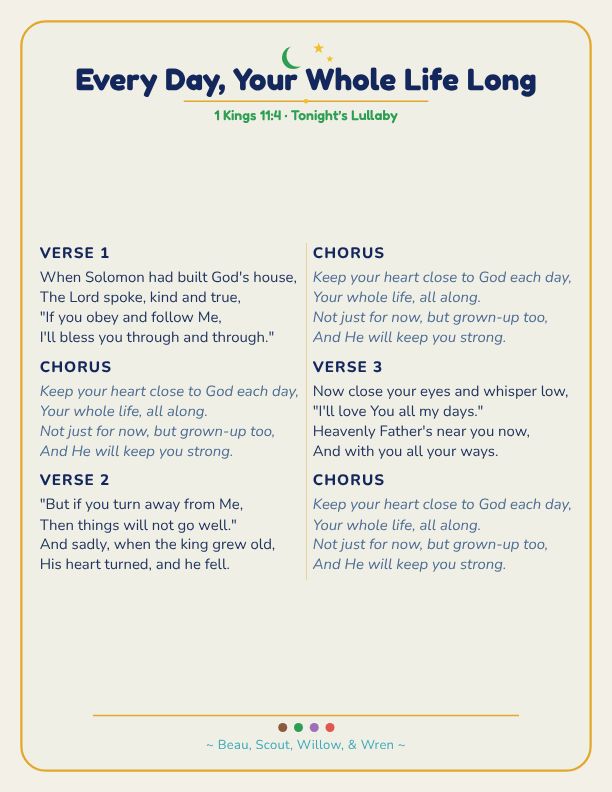 Every Day, Your Whole Life Long
1 Kings 11:4 · Tonight's Lullaby
VERSE 1
When Solomon had built God's house,
The Lord spoke, kind and true,
"If you obey and follow Me,
I'll bless you through and through."
CHORUS
Keep your heart close to God each day,
Your whole life, all along.
Not just for now, but grown-up too,
And He will keep you strong.
VERSE 2
"But if you turn away from Me,
Then things will not go well."
And sadly, when the king grew old,
His heart turned, and he fell.
CHORUS
Keep your heart close to God each day,
Your whole life, all along.
Not just for now, but grown-up too,
And He will keep you strong.
VERSE 3
Now close your eyes and whisper low,
"I'll love You all my days."
Heavenly Father's near you now,
And with you all your ways.
CHORUS
Keep your heart close to God each day,
Your whole life, all along.
Not just for now, but grown-up too,
And He will keep you strong.
~ Beau, Scout, Willow, & Wren ~